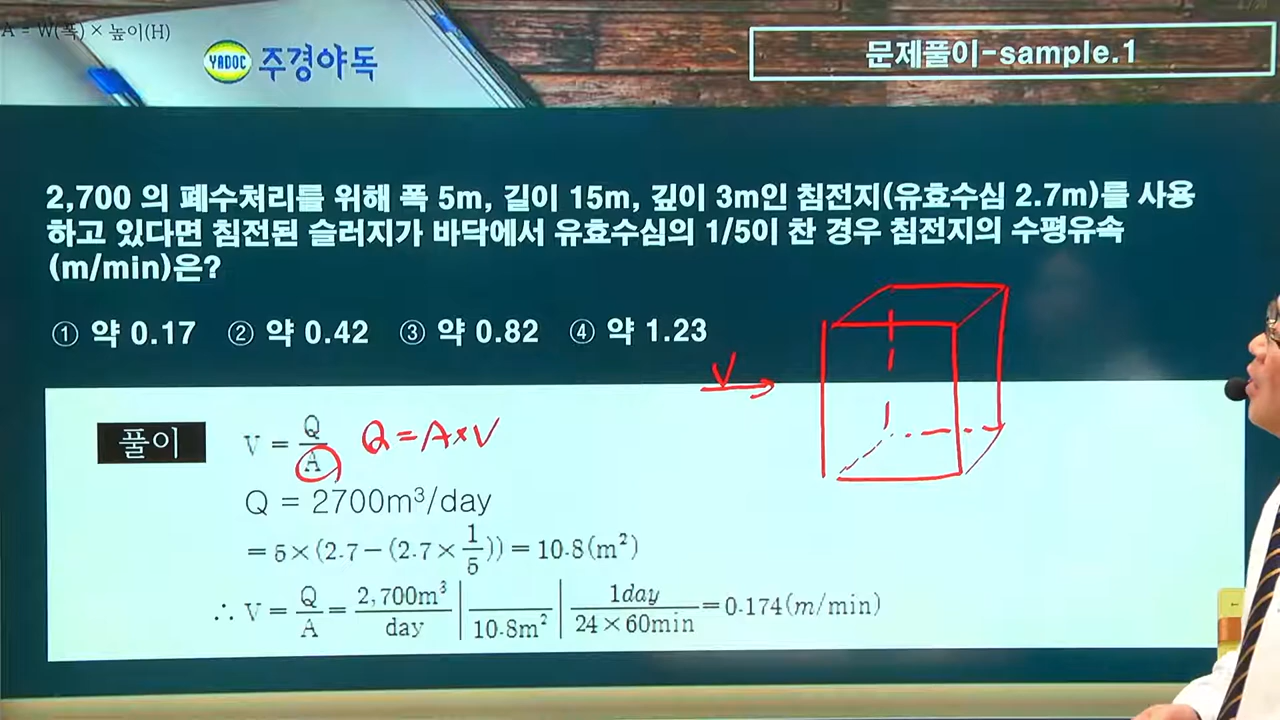 A = W(폭) × 높이(H)
YADOC 주경야독
문제풀이-sample.1
2,700 의 폐수처리를 위해 폭 5m, 길이 15m, 깊이 3m인 침전지(유효수심 2.7m)를 사용
하고 있다면 침전된 슬러지가 바닥에서 유효수심의 1/5이 찬 경우 침전지의 수평유속
(m/min)은?
① 약 0.17 ② 약 0.42 ③ 약 0.82 ④ 약 1.23
V
풀이 V = Q/A Q = A×V
Q = 2700m³/day
= 5×(2.7−(2.7×1/5)) = 10.8(m²)
∴ V = Q/A = 2,700m³/day | /10.8m² | 1day/24×60min = 0.174(m/min)